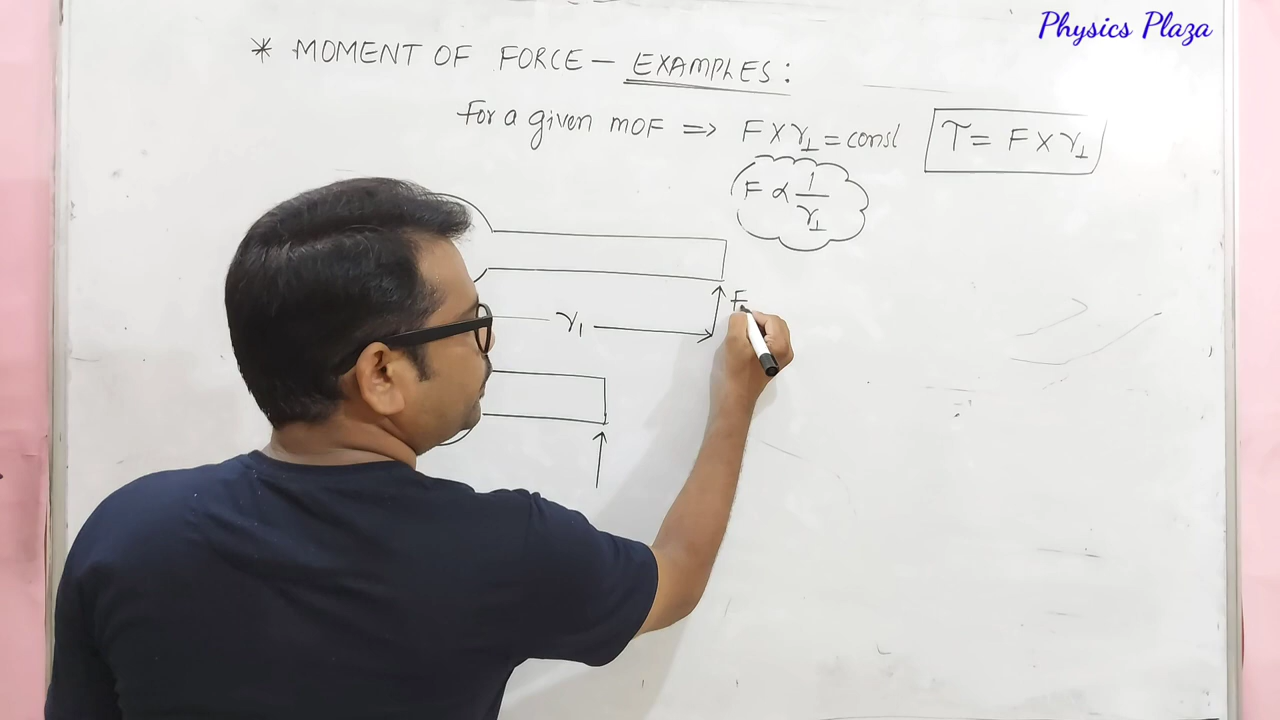 Physics Plaza
* MOMENT OF FORCE — EXAMPLES :
For a given MOF => F × r⊥ = const
τ = F × r⊥
F ∝ 1/r⊥
F
r₁